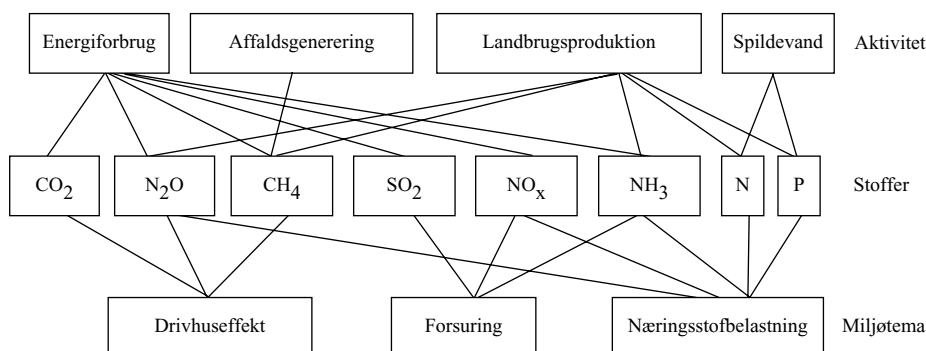 Energiforbrug Affaldsgenerering Landbrugsproduktion Spildevand Aktivitet
CO2 N2O CH4 SO2 NOx NH3 N P Stoffer
Drivhuseffekt Forsuring Næringsstofbelastning Miljøtema